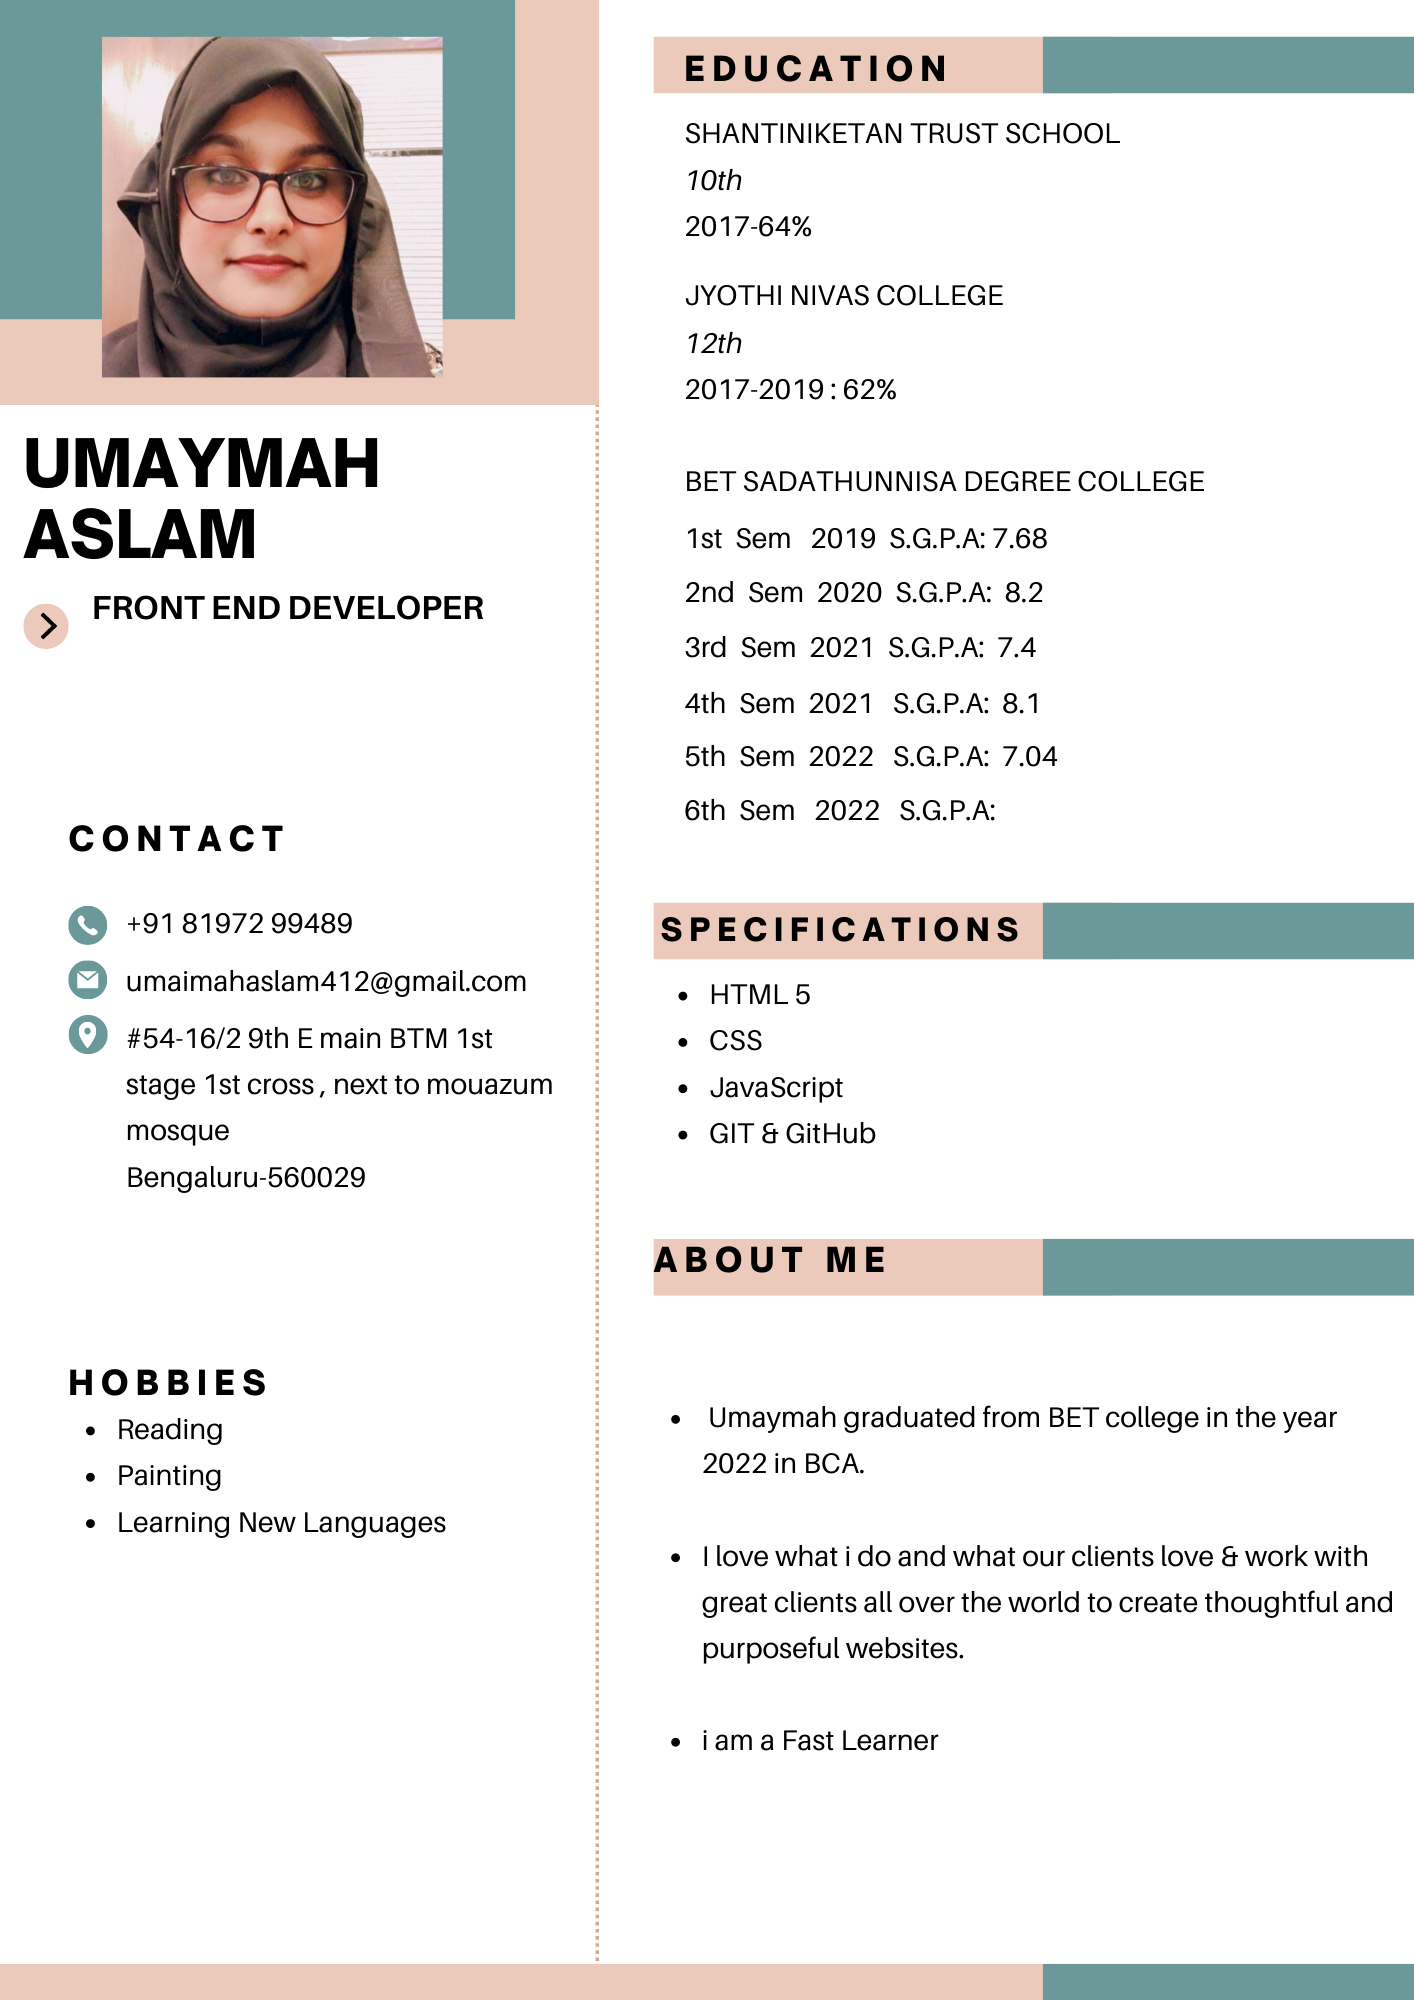 UMAYMAH
ASLAM
FRONT END DEVELOPER
CONTACT
+91 81972 99489
umaimahaslam412@gmail.com
#54-16/2 9th E main BTM 1st
stage 1st cross , next to mouazum
mosque
Bengaluru-560029
HOBBIES
• Reading
• Painting
• Learning New Languages
EDUCATION
SHANTINIKETAN TRUST SCHOOL
10th
2017-64%
JYOTHI NIVAS COLLEGE
12th
2017-2019 : 62%
BET SADATHUNNISA DEGREE COLLEGE
1st Sem 2019 S.G.P.A: 7.68
2nd Sem 2020 S.G.P.A: 8.2
3rd Sem 2021 S.G.P.A: 7.4
4th Sem 2021 S.G.P.A: 8.1
5th Sem 2022 S.G.P.A: 7.04
6th Sem 2022 S.G.P.A:
SPECIFICATIONS
• HTML 5
• CSS
• JavaScript
• GIT & GitHub
ABOUT ME
• Umaymah graduated from BET college in the year
2022 in BCA.
• I love what i do and what our clients love & work with
great clients all over the world to create thoughtful and
purposeful websites.
• i am a Fast Learner